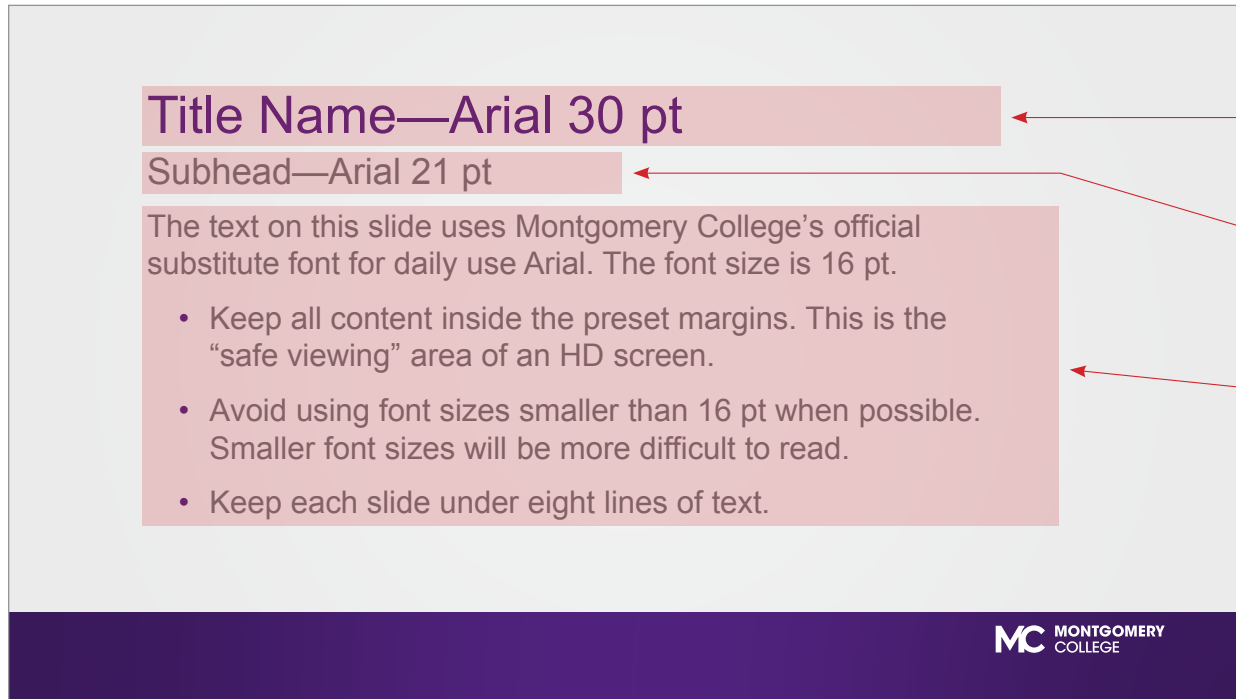 Title Name—Arial 30 pt
Subhead—Arial 21 pt
The text on this slide uses Montgomery College’s official
substitute font for daily use Arial. The font size is 16 pt.
• Keep all content inside the preset margins. This is the
“safe viewing” area of an HD screen.
• Avoid using font sizes smaller than 16 pt when possible.
Smaller font sizes will be more difficult to read.
• Keep each slide under eight lines of text.
MC MONTGOMERY
COLLEGE